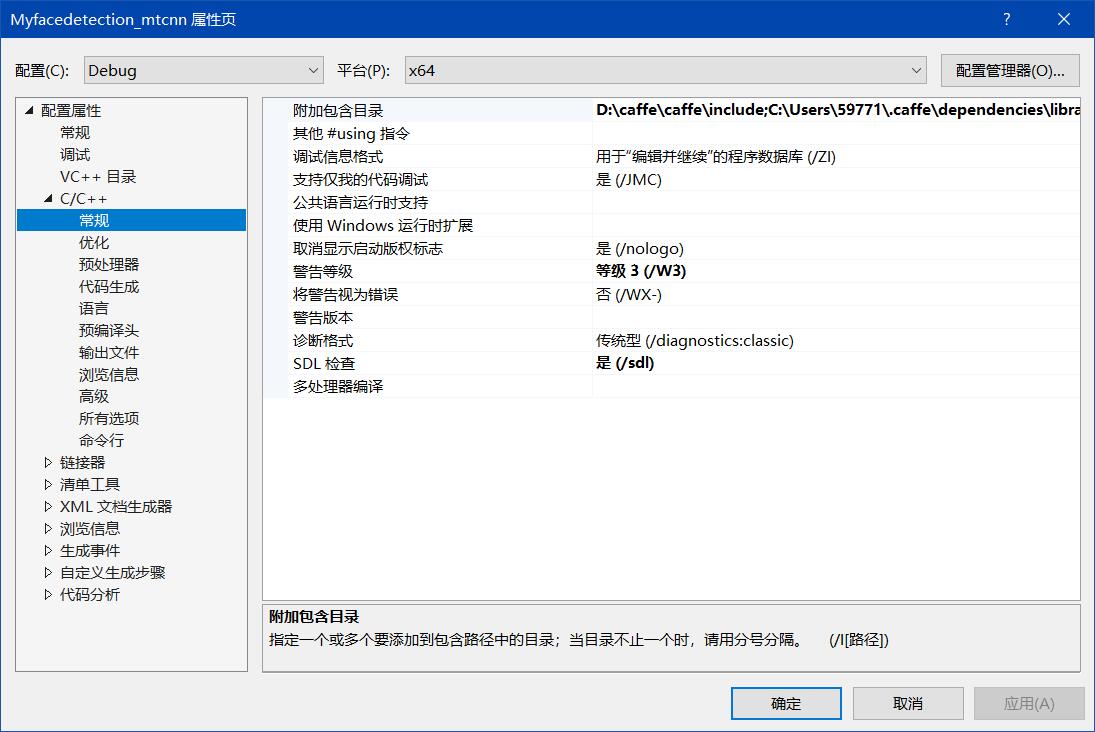 Myfacedetection_mtcnn 属性页
配置(C): Debug 平台(P): x64 配置管理器(O)...
配置属性
常规
调试
VC++ 目录
C/C++
常规
优化
预处理器
代码生成
语言
预编译头
输出文件
浏览信息
高级
所有选项
命令行
链接器
清单工具
XML 文档生成器
浏览信息
生成事件
自定义生成步骤
代码分析
附加包含目录 D:\caffe\caffe\include;C:\Users\59771\.caffe\dependencies\libra
其他 #using 指令
调试信息格式 用于“编辑并继续”的程序数据库 (/ZI)
支持仅我的代码调试 是 (/JMC)
公共语言运行时支持
使用 Windows 运行时扩展
取消显示启动版权标志 是 (/nologo)
警告等级 等级 3 (/W3)
将警告视为错误 否 (/WX-)
警告版本
诊断格式 传统型 (/diagnostics:classic)
SDL 检查 是 (/sdl)
多处理器编译
附加包含目录
指定一个或多个要添加到包含路径中的目录；当目录不止一个时，请用分号分隔。 (/I[路径])
确定 取消 应用(A)